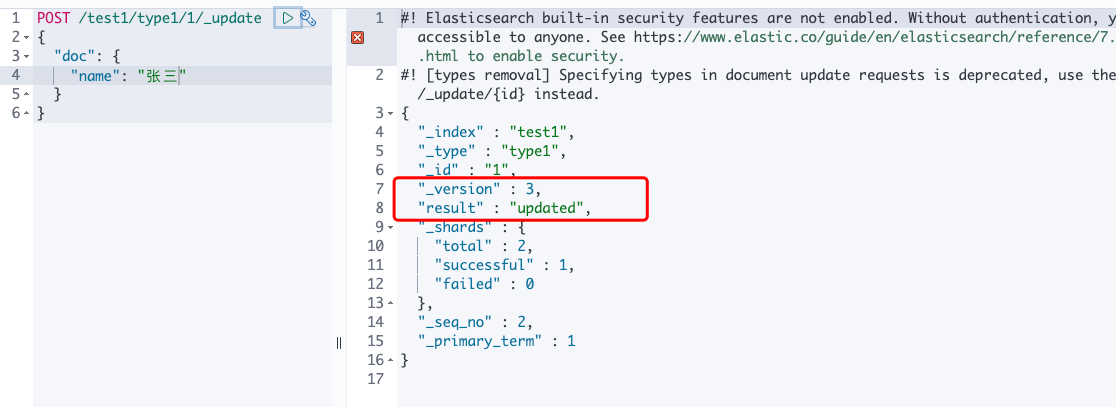 1 POST /test1/type1/1/_update
2 {
3 "doc": {
4 "name": "张三"
5 }
6 }
1 #! Elasticsearch built-in security features are not enabled. Without authentication, y
accessible to anyone. See https://www.elastic.co/guide/en/elasticsearch/reference/7.
.html to enable security.
2 #! [types removal] Specifying types in document update requests is deprecated, use the
/_update/{id} instead.
3 {
4 "_index" : "test1",
5 "_type" : "type1",
6 "_id" : "1",
7 "_version" : 3,
8 "result" : "updated",
9 "_shards" : {
10 "total" : 2,
11 "successful" : 1,
12 "failed" : 0
13 },
14 "_seq_no" : 2,
15 "_primary_term" : 1
16 }
17